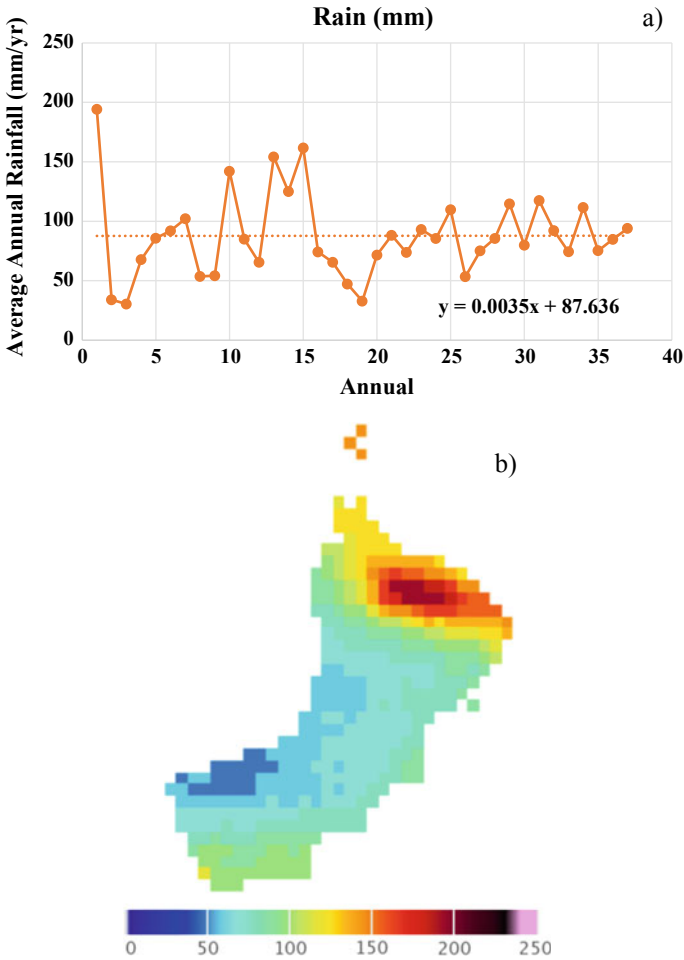 Rain (mm)
a)
Average Annual Rainfall (mm/yr)
250
200
150
100
50
0
0 5 10 15 20 25 30 35 40
y = 0.0035x + 87.636
Annual
b)
0 50 100 150 200 250